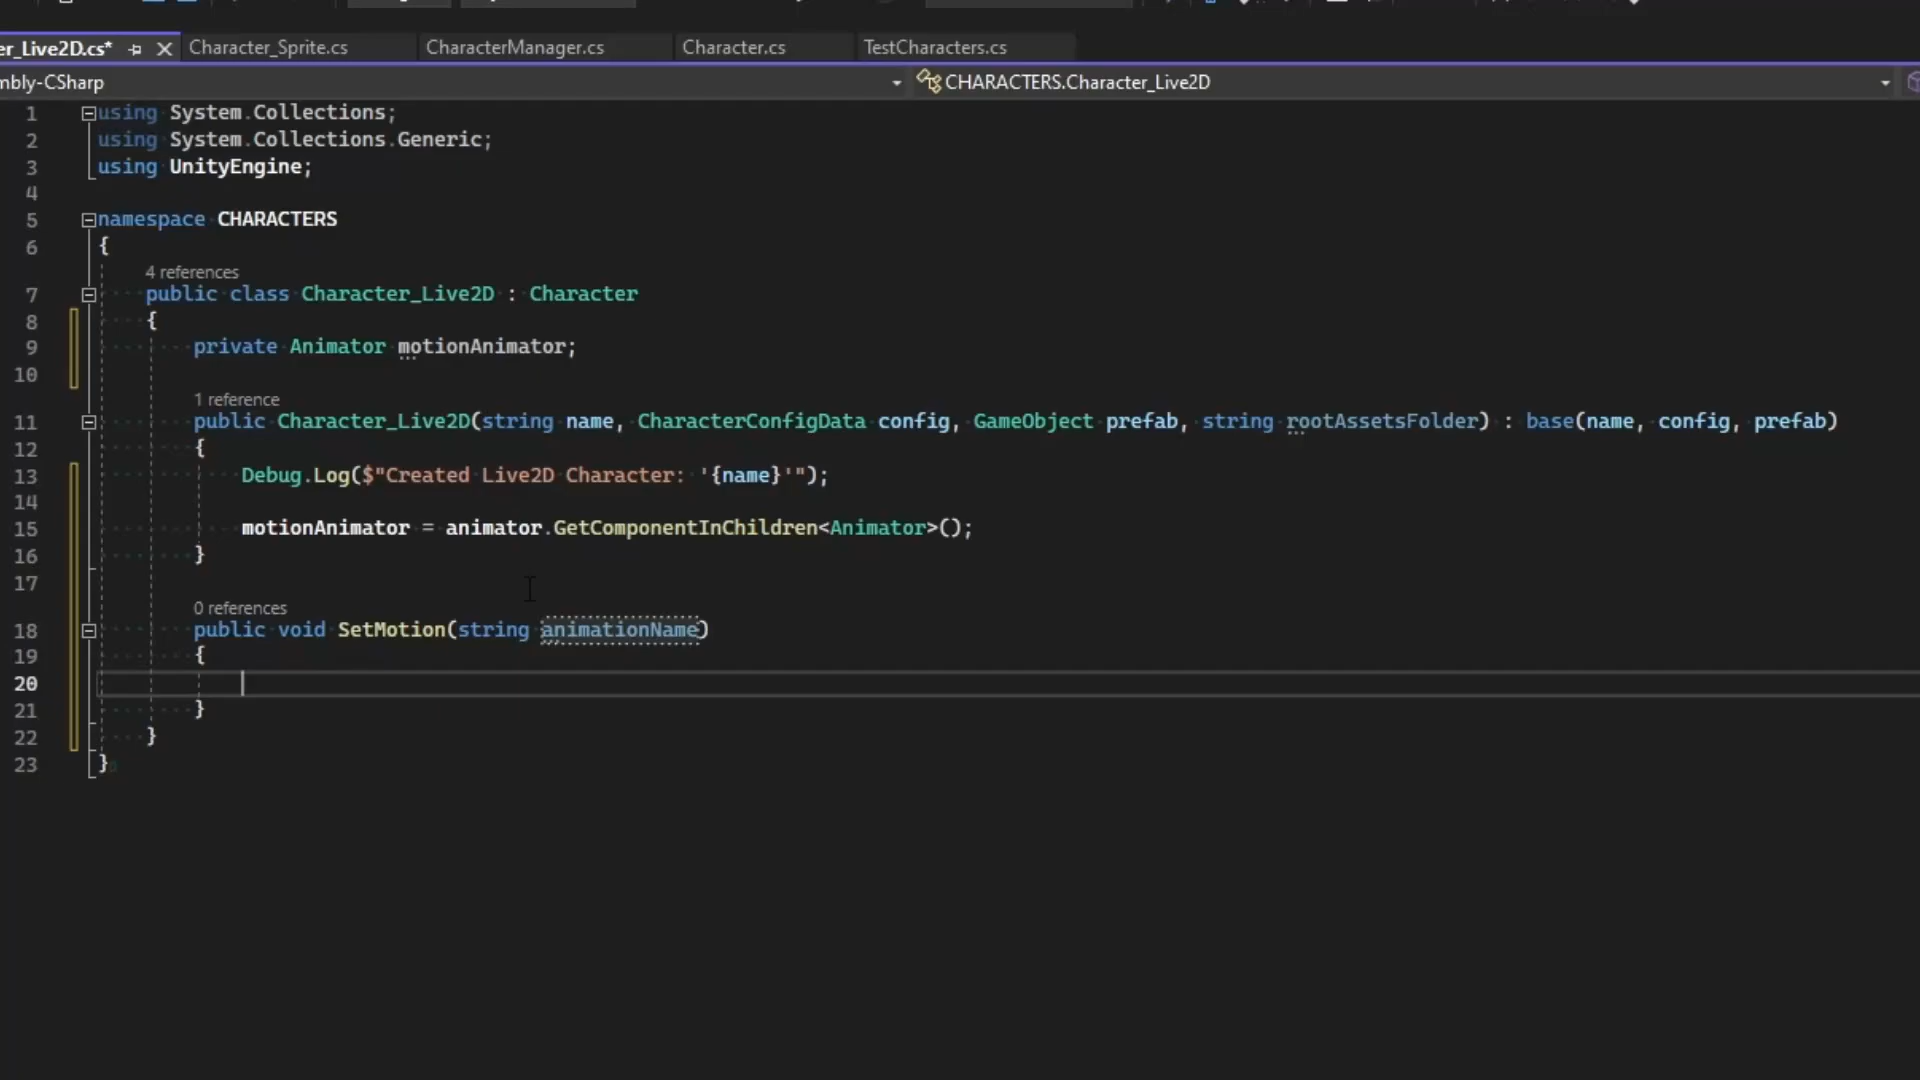 er_Live2D.cs* Character_Sprite.cs CharacterManager.cs Character.cs TestCharacters.cs
mbly-CSharp CHARACTERS.Character_Live2D
1 using System.Collections;
2 using System.Collections.Generic;
3 using UnityEngine;
4
5 namespace CHARACTERS
6 {
4 references
7 public class Character_Live2D : Character
8 {
9 private Animator motionAnimator;
10
1 reference
11 public Character_Live2D(string name, CharacterConfigData config, GameObject prefab, string rootAssetsFolder) : base(name, config, prefab)
12 {
13 Debug.Log($"Created Live2D Character: '{name}'");
14
15 motionAnimator = animator.GetComponentInChildren<Animator>();
16 }
17
0 references
18 public void SetMotion(string animationName)
19 {
20
21 }
22 }
23 }